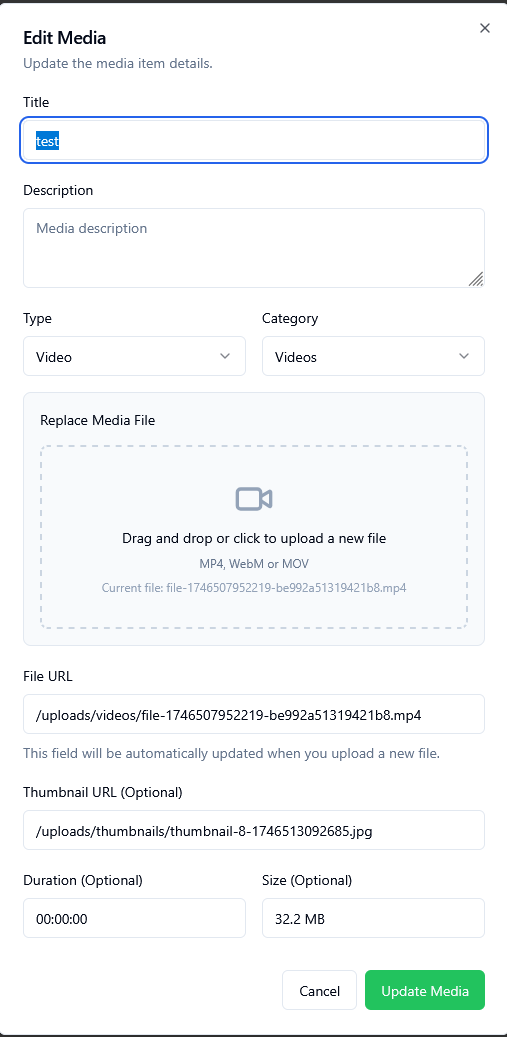 Edit Media
Update the media item details.
Title
test
Description
Media description
Type
Category
Video
Videos
Replace Media File
Drag and drop or click to upload a new file
MP4, WebM or MOV
Current file: file-1746507952219-be992a51319421b8.mp4
File URL
/uploads/videos/file-1746507952219-be992a51319421b8.mp4
This field will be automatically updated when you upload a new file.
Thumbnail URL (Optional)
/uploads/thumbnails/thumbnail-8-1746513092685.jpg
Duration (Optional)
Size (Optional)
00:00:00
32.2 MB
Cancel
Update Media